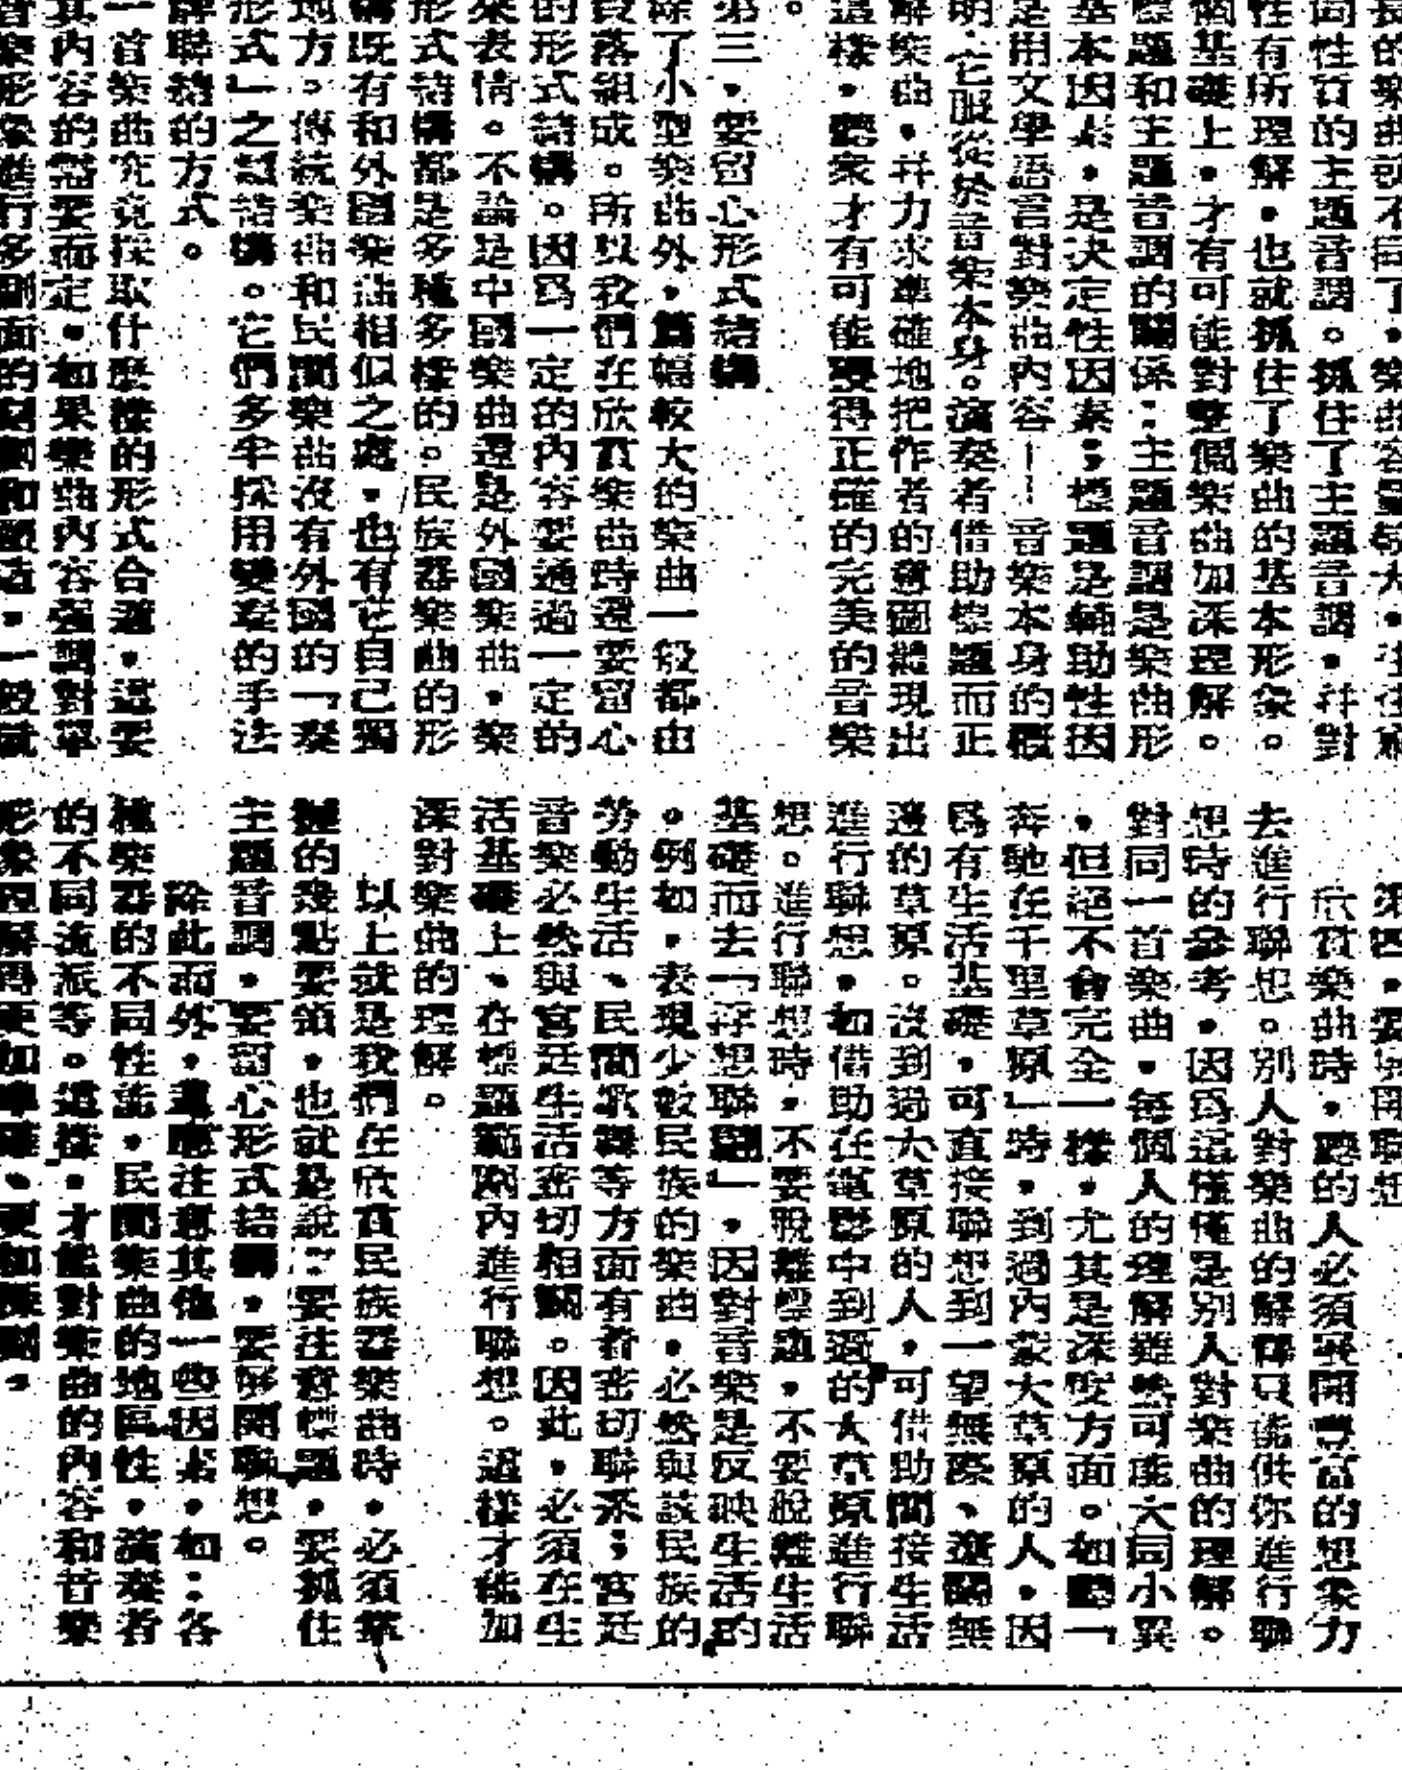 長的樂曲就不同了，樂曲容量較大，往往
同性質的主題音調。抓住了主題音調，并對
性有所理解，也就抓住了樂曲的基本形象。
個基礎上，才有可能對整個樂曲加深理解。
標題和主題音調的關係：主題音調是樂曲形
基本因素，是决定性因素；標題是輔助性因
是用文學語言對樂曲內容——音樂本身的概
明，它服從於音樂本身。演奏者借助標題而正
解樂曲，并力求準確地把作者的意圖體現出
這樣，聽衆才有可能獲得正確的完美的音樂
。
第三，要留心形式結構
除了小型樂曲外，篇幅較大的樂曲一般都由
段落組成。所以我們在欣賞樂曲時還要留心
的形式結構。因爲一定的內容要通過一定的
來表情。不論是中國樂曲還是外國樂曲，樂
形式結構都是多種多樣的。民族器樂曲的形
構既有和外國樂曲相似之處，也有它自己獨
地方。傳統樂曲和民間樂曲沒有外國的「奏
形式」之類結構。它們多半採用變奏的手法
牌聯結的方式。
一首樂曲究竟採取什麽樣的形式合適，這要
其內容的需要而定，如果樂曲內容强調對單
音樂形象進行多側面的刻劃和塑造，一般就
第四，要展開聯想
欣賞樂曲時，聽的人必須展開豐富的想象力
去進行聯想。別人對樂曲的解釋只能供你進行聯
想時的參考，因爲這僅僅是別人對樂曲的理解。
對同一首樂曲，每個人的理解雖然可能大同小異
，但絕不會完全一樣，尤其是深度方面。如聽「
奔馳在千里草原」時，到過內蒙大草原的人，因
爲有生活基礎，可直接聯想到一望無際、遼闊無
邊的草原。沒到過大草原的人，可借助間接生活
進行聯想，如借助在電影中到過的大草原進行聯
想。進行聯想時，不要脫離標題，不要脫離生活
基礎而去「浮想聯翩」，因對音樂是反映生活的
。例如，表現少數民族的樂曲，必然與該民族的
勞動生活、民間歌舞等方面有着密切聯系；宮廷
音樂必然與宮廷生活密切相關。因此，必須在生
活基礎上、在標題範圍內進行聯想。這樣才能加
深對樂曲的理解。
以上就是我們在欣賞民族器樂曲時，必須掌
握的幾點要領，也就是說：要注意標題，要抓住
主題音調，要留心形式結構，要展開聯想。
除此而外，還應注意其他一些因素，如：各
種樂器的不同性能，民間樂曲的地區性，演奏者
的不同流派等。這樣，才能對樂曲的內容和音樂
形象理解得更加準確、更加深刻。